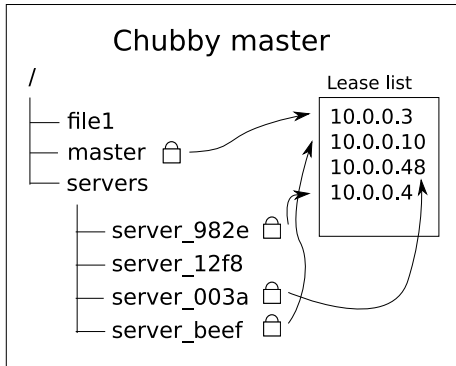 Chubby master
/
Lease list
file1
master
servers
server_982e
server_12f8
server_003a
server_beef
10.0.0.3
10.0.0.10
10.0.0.48
10.0.0.4